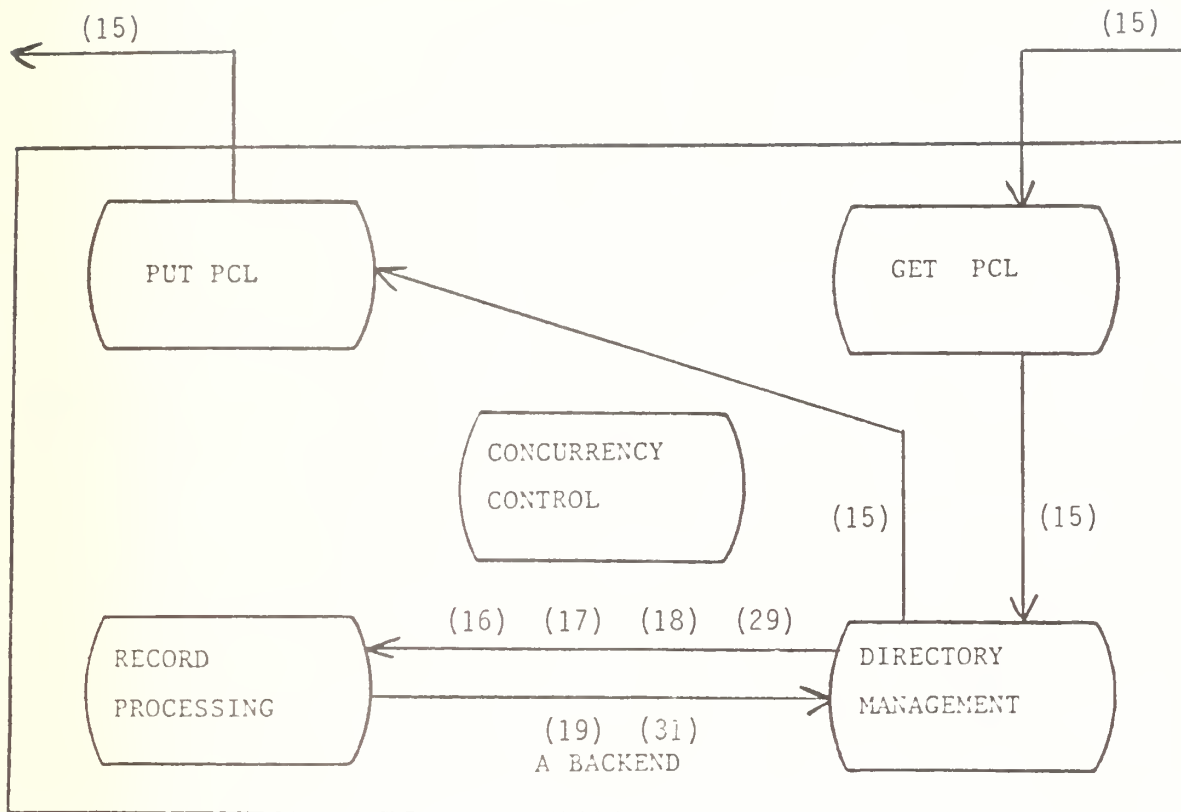 (15)
(15)
PUT PCL
GET PCL
CONCURRENCY
CONTROL
(15)
(15)
(16) (17) (18) (29)
RECORD
PROCESSING
DIRECTORY
MANAGEMENT
(19) (31)
A BACKEND